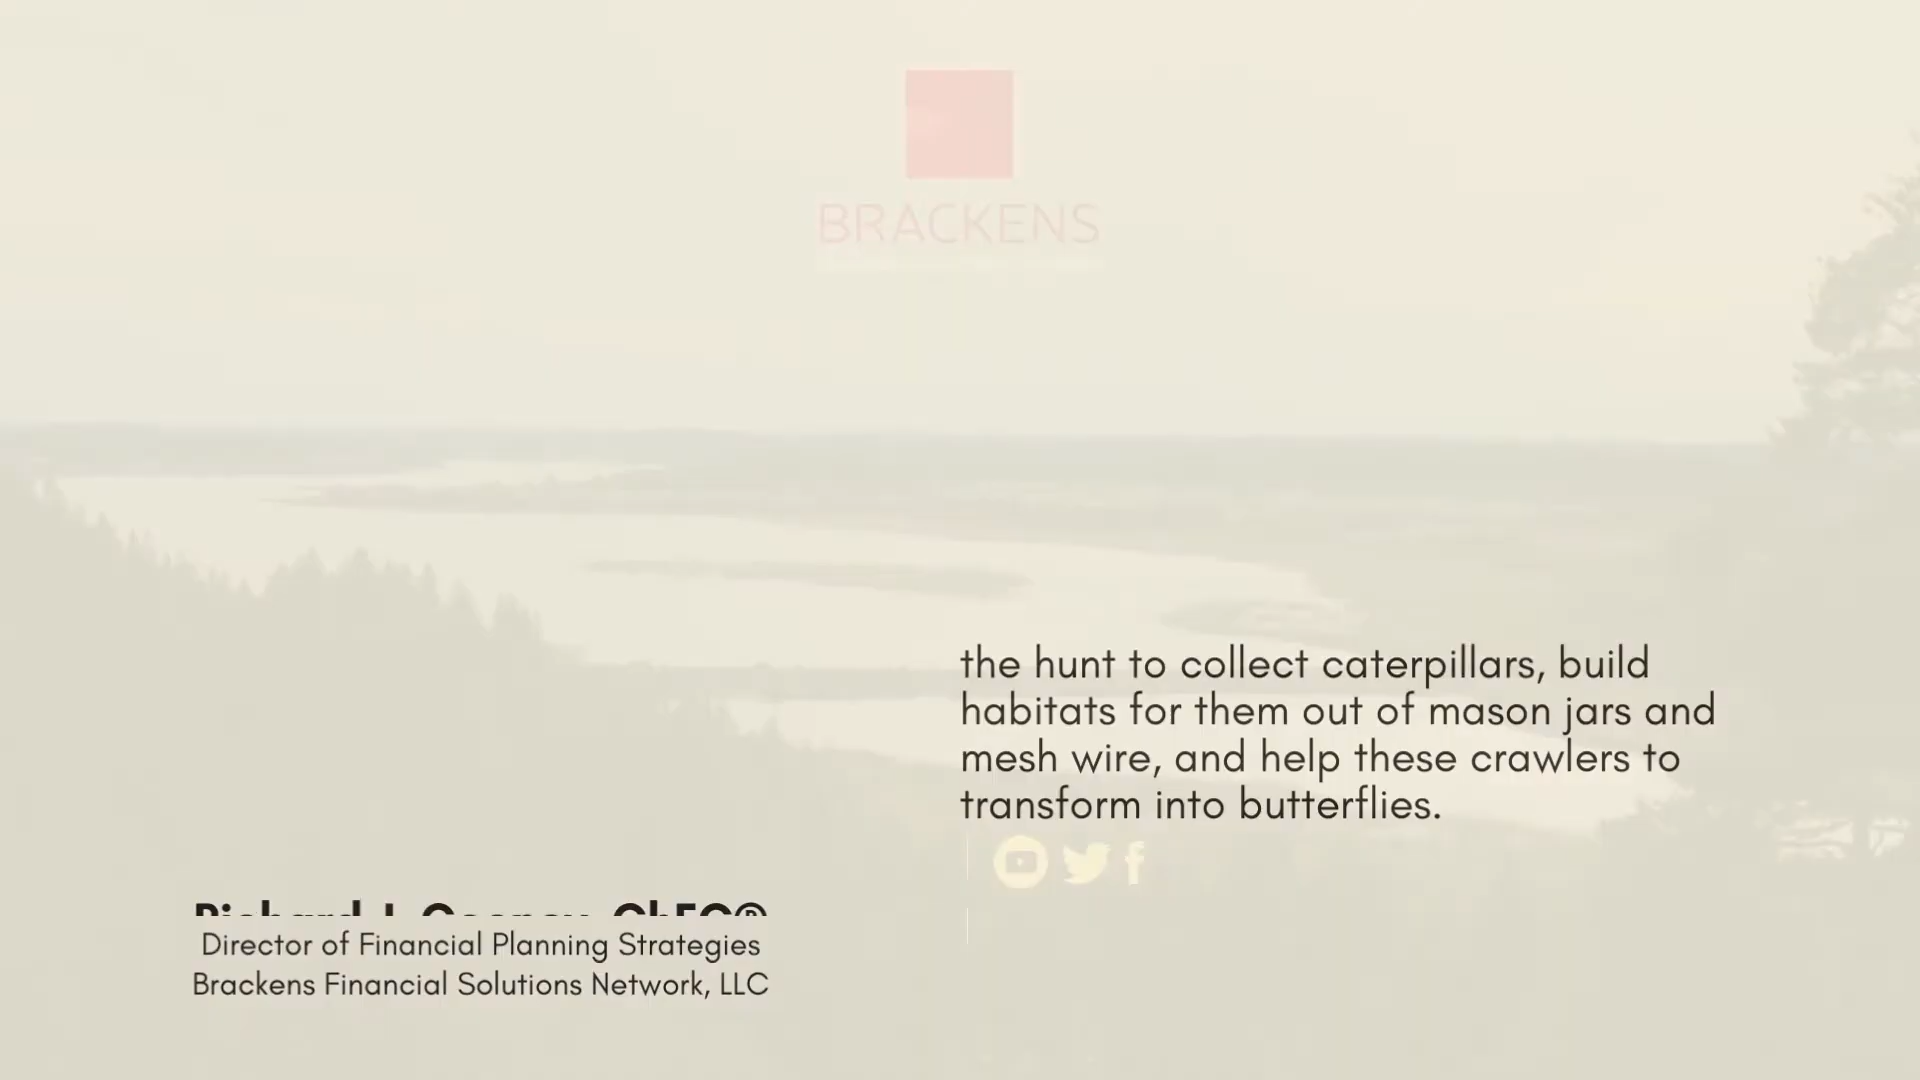 BRACKENS
the hunt to collect caterpillars, build
habitats for them out of mason jars and
mesh wire, and help these crawlers to
transform into butterflies.
Richard J.
Director of Financial Planning Strategies
Brackens Financial Solutions Network, LLC